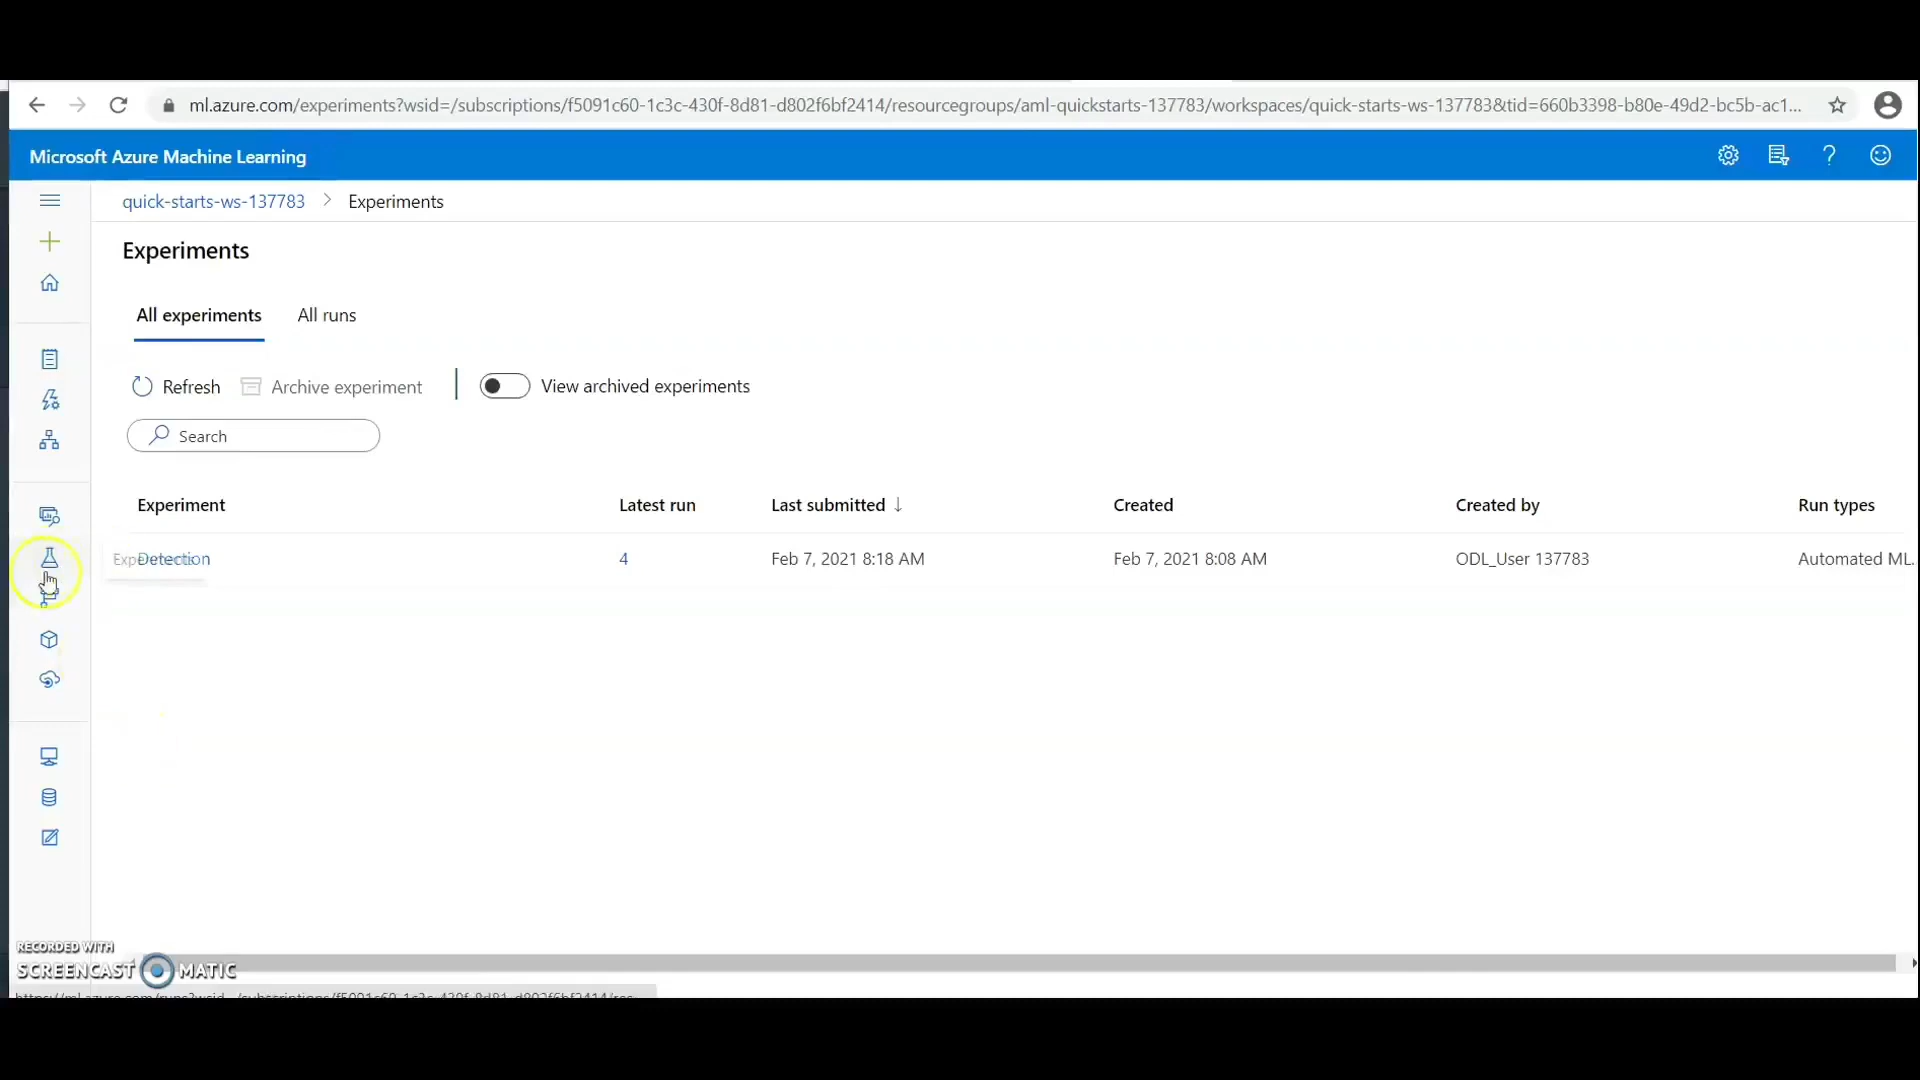 ml.azure.com/experiments?wsid=/subscriptions/f5091c60-1c3c-430f-8d81-d802f6bf2414/resourcegroups/aml-quickstarts-137783/workspaces/quick-starts-ws-137783&tid=660b3398-b80e-49d2-bc5b-ac1...
Microsoft Azure Machine Learning
quick-starts-ws-137783 > Experiments
Experiments
All experiments All runs
Refresh Archive experiment View archived experiments
Search
Experiment Latest run Last submitted ↓ Created Created by Run types
Detection 4 Feb 7, 2021 8:18 AM Feb 7, 2021 8:08 AM ODL_User 137783 Automated ML.
RECORDED WITH
SCREENCAST MATIC